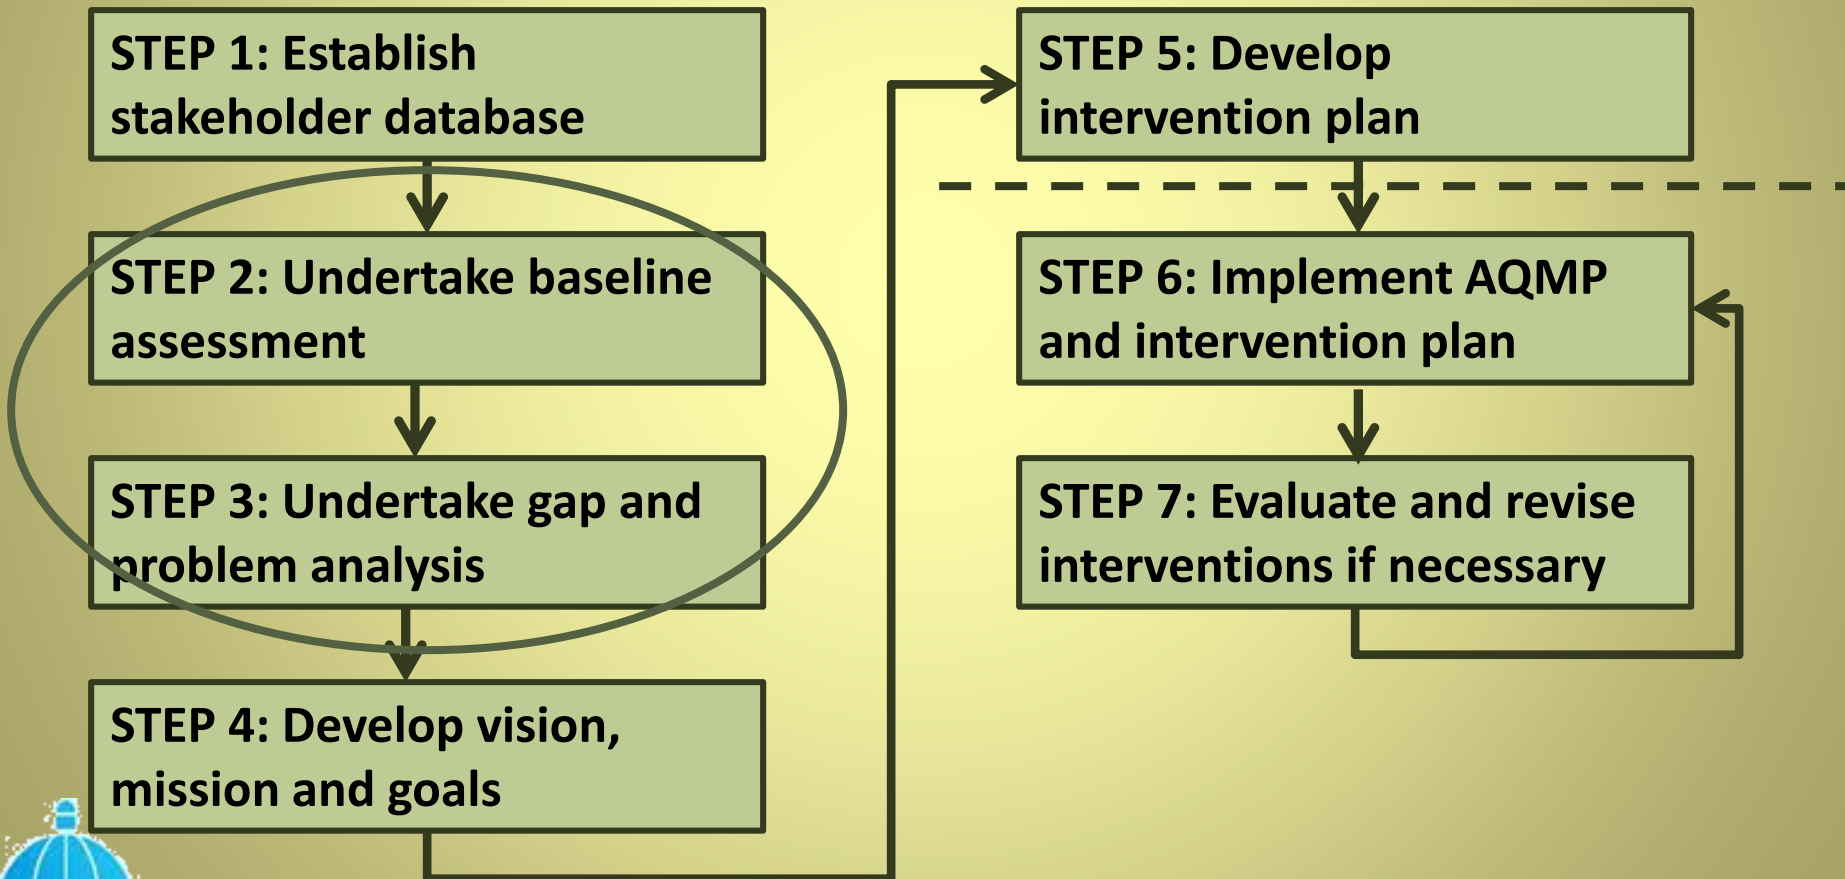 STEP 1: Establish
stakeholder database
STEP 2: Undertake baseline
assessment
STEP 3: Undertake gap and
problem analysis
STEP 4: Develop vision,
mission and goals
STEP 5: Develop
intervention plan
STEP 6: Implement AQMP
and intervention plan
STEP 7: Evaluate and revise
interventions if necessary